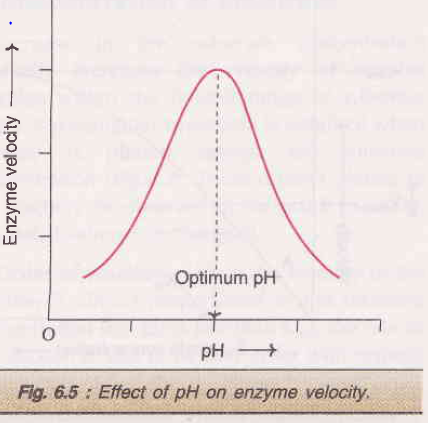 Enzyme velocity →
Optimum pH
O
pH →
Fig. 6.5 : Effect of pH on enzyme velocity.